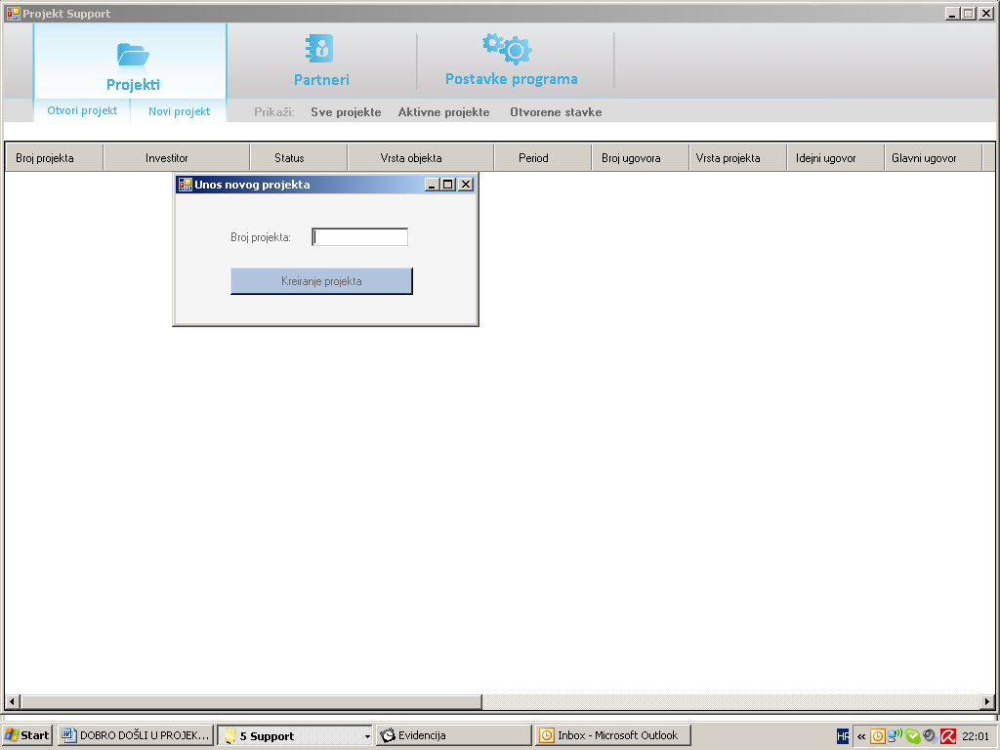 Projekt Support
Projekti
Partneri
Postavke programa
Otvori projekt
Novi projekt
Prikaži: Sve projekte Aktivne projekte Otvorene stavke
Broj projekta Investitor Status Vrsta objekta Period Broj ugovora Vrsta projekta Idejni ugovor Glavni ugovor
Unos novog projekta
Broj projekta:
Kreiranje projekta
Start DOBRO DOŠLI U PROJEK... 5 Support Evidencija Inbox - Microsoft Outlook HR « 22:01